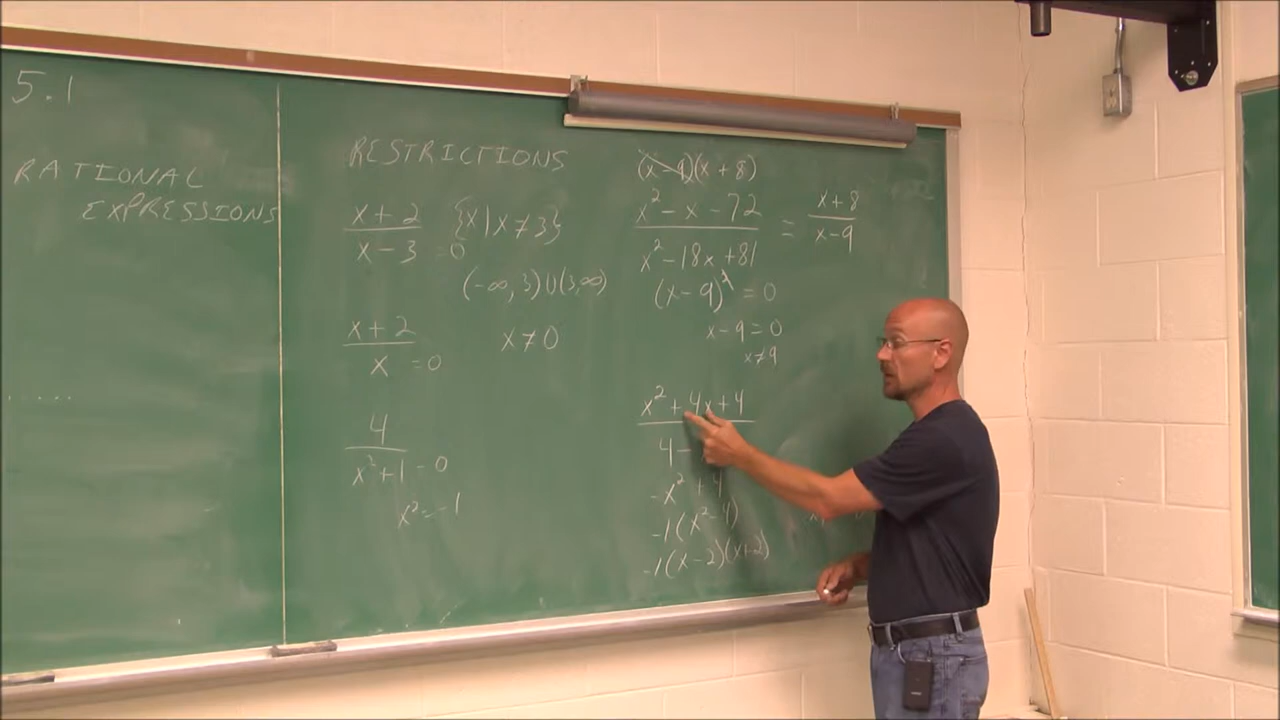 5.1
RATIONAL
EXPRESSIONS
RESTRICTIONS
x + 2
x - 3 = 0
{x | x ≠ 3}
(-∞, 3) U (3, ∞)
x + 2
x = 0
x ≠ 0
4
x² + 1 = 0
x² = -1
(x - 9)(x + 8)
x² - x - 72
x² - 18x + 81
= x + 8
x - 9
(x - 9)² = 0
x - 9 = 0
x ≠ 9
x² + 4x + 4
4 -
-x² + 4
-1(x² - 4)
-1(x - 2)(x + 2)